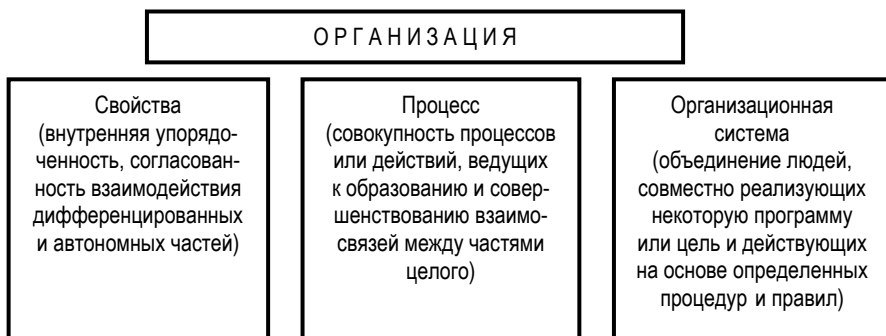 ОРГАНИЗАЦИЯ
Свойства
(внутренняя упорядо-
ченность, согласован-
ность взаимодействия
дифференцированных
и автономных частей)
Процесс
(совокупность процессов
или действий, ведущих
к образованию и совер-
шенствованию взаимо-
связей между частями
целого)
Организационная
система
(объединение людей,
совместно реализующих
некоторую программу
или цель и действующих
на основе определенных
процедур и правил)